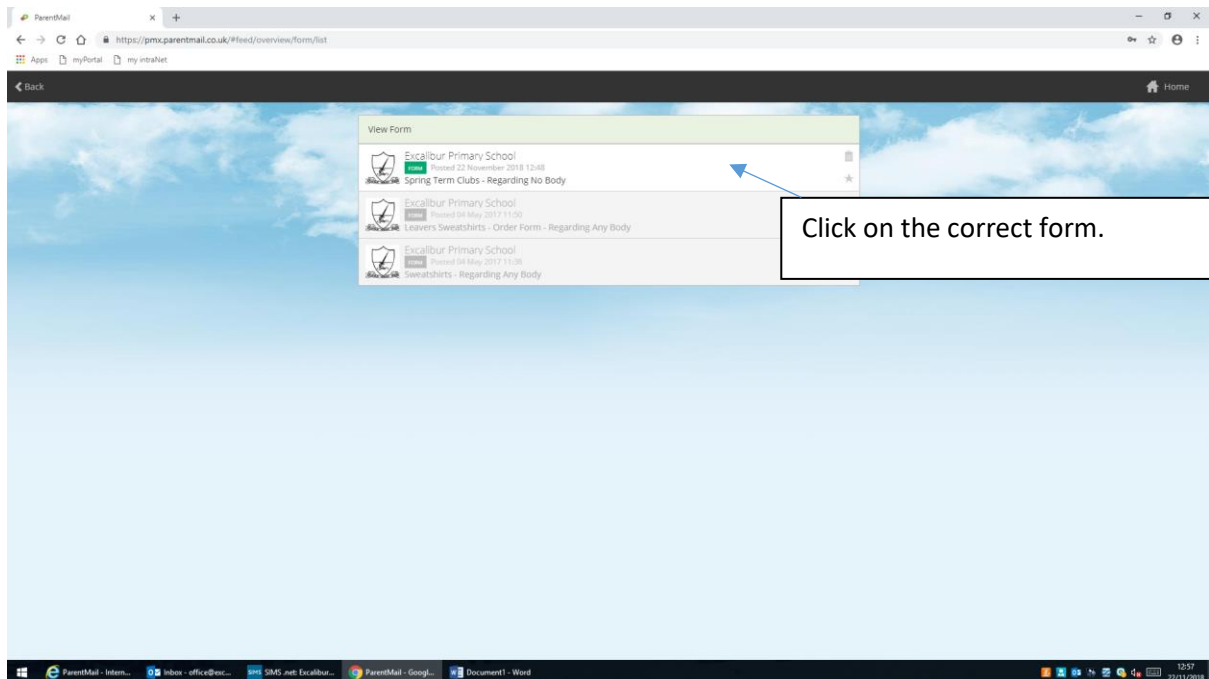 ParentMail
https://pmx.parentmail.co.uk/#feed/overview/form/list
Apps myPortal my intraNet
Back Home
View Form
Excalibur Primary School
FORM Posted 22 November 2018 12:48
Spring Term Clubs - Regarding No Body
Excalibur Primary School
FORM Posted 04 May 2017 11:50
Leavers Sweatshirts - Order Form - Regarding Any Body
Excalibur Primary School
FORM Posted 04 May 2017 11:36
Sweatshirts - Regarding Any Body
Click on the correct form.
ParentMail - Intern... Inbox - office@exc... SIMS .net: Excalibur... ParentMail - Googl... Document1 - Word
12:57
22/11/2018